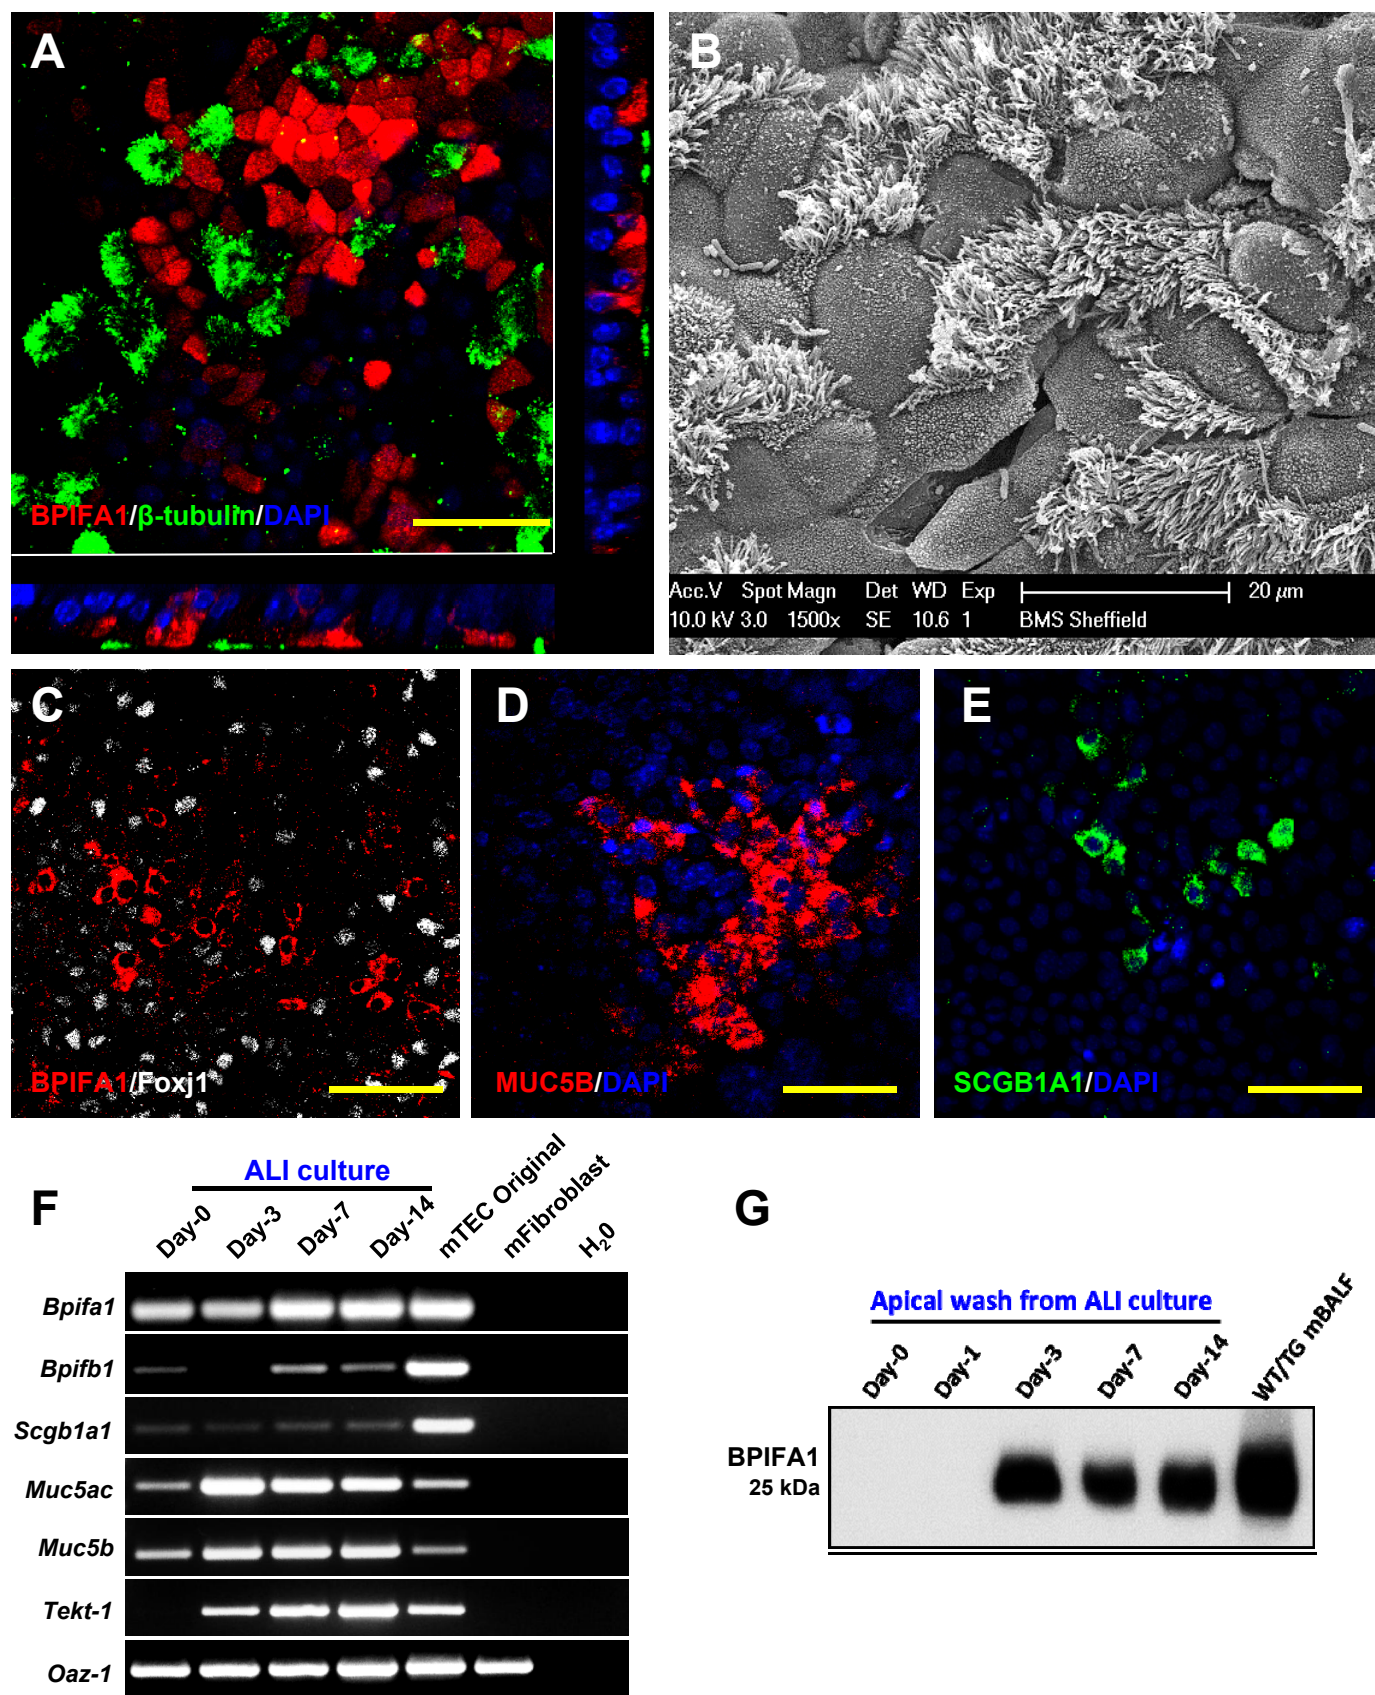 A
BPIFA1/β-tubulin/DAPI
B
Acc.V Spot Magn Det WD Exp 20 µm
10.0 kV 3.0 1500x SE 10.6 1 BMS Sheffield
C
BPIFA1/Foxj1
D
MUC5B/DAPI
E
SCGB1A1/DAPI
F
ALI culture
Day-0 Day-3 Day-7 Day-14 mTEC Original mFibroblast H₂0
Bpifa1
Bpifb1
Scgb1a1
Muc5ac
Muc5b
Tekt-1
Oaz-1
G
Apical wash from ALI culture
Day-0 Day-1 Day-3 Day-7 Day-14 WT/TG mBALF
BPIFA1
25 kDa